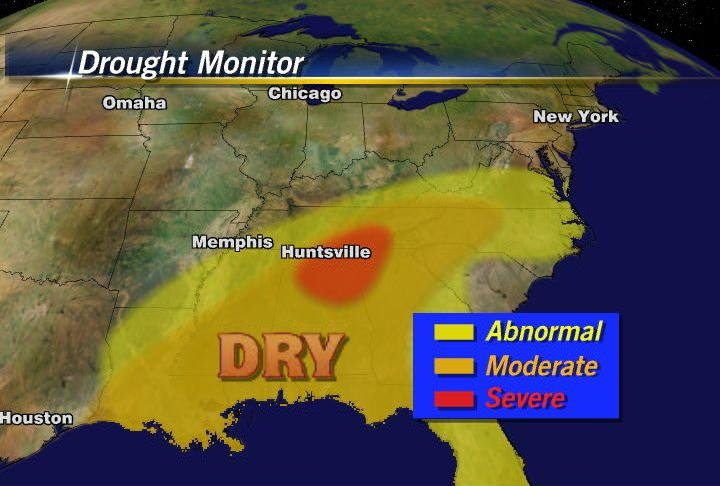 Drought Monitor
Omaha
Chicago
New York
Memphis
Huntsville
DRY
Houston
Abnormal
Moderate
Severe